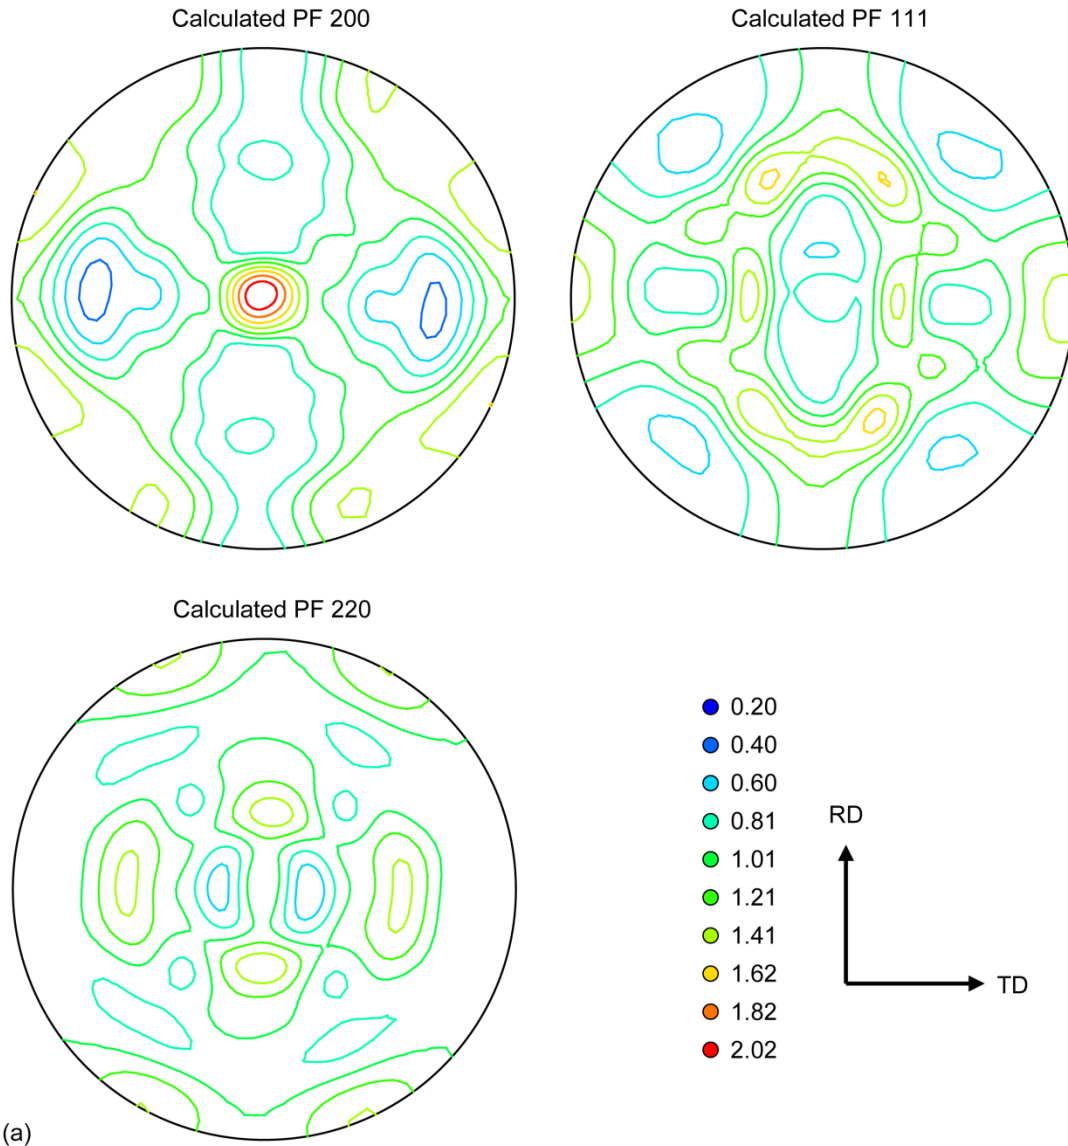 Calculated PF 200
Calculated PF 111
Calculated PF 220
0.20
0.40
0.60
0.81
1.01
1.21
1.41
1.62
1.82
2.02
RD
TD
(a)